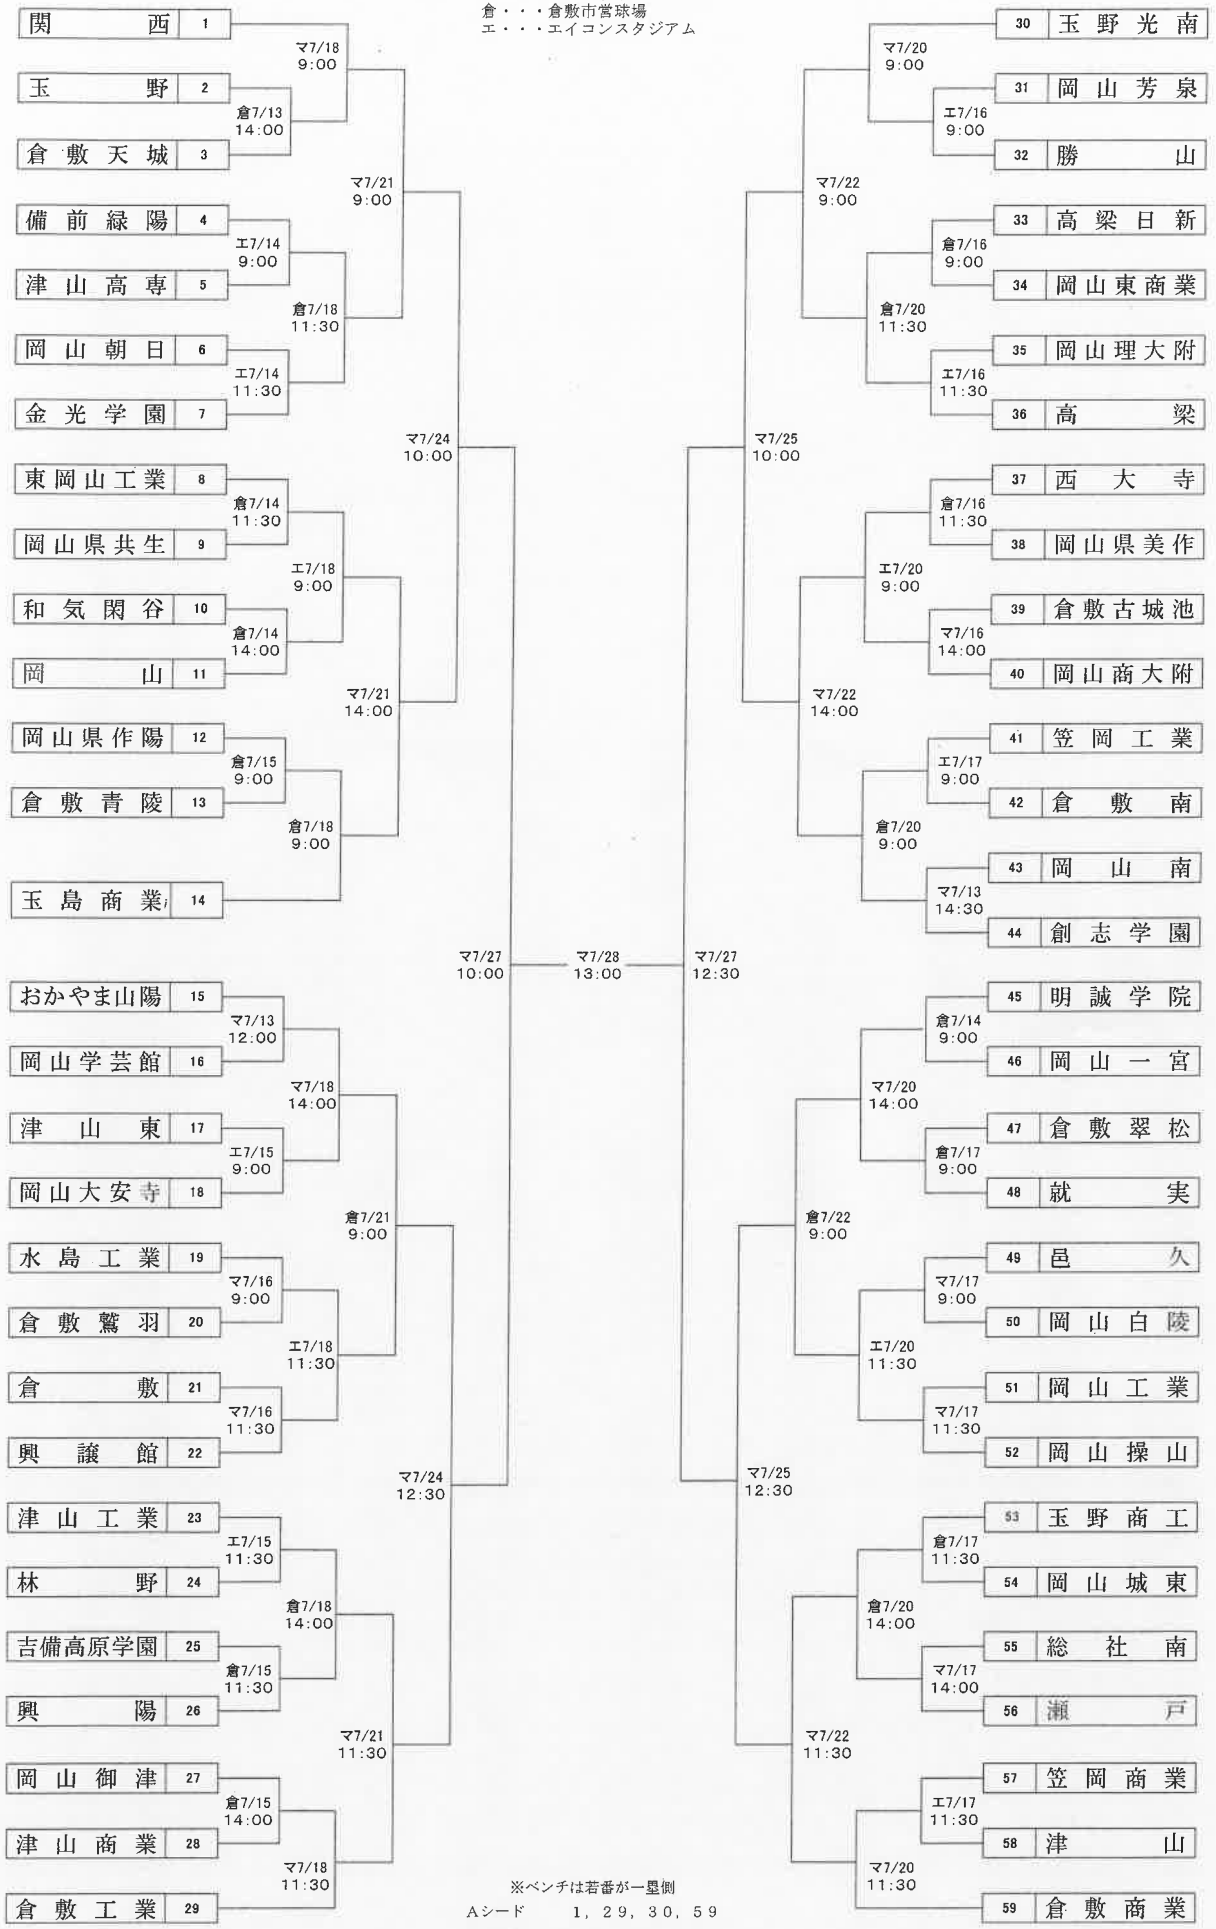 倉・・・倉敷市営球場
エ・・・エイコンスタジアム
関西 1
玉野 2
倉敷天城 3
備前緑陽 4
津山高専 5
岡山朝日 6
金光学園 7
東岡山工業 8
岡山県共生 9
和気閑谷 10
岡山 11
岡山県作陽 12
倉敷青陵 13
玉島商業 14
おかやま山陽 15
岡山学芸館 16
津山東 17
岡山大安寺 18
水島工業 19
倉敷鷲羽 20
倉敷 21
興譲館 22
津山工業 23
林野 24
吉備高原学園 25
興陽 26
岡山御津 27
津山商業 28
倉敷工業 29
倉7/13
14:00
エ7/14
9:00
エ7/14
11:30
倉7/14
11:30
倉7/14
14:00
倉7/15
9:00
マ7/13
12:00
エ7/15
9:00
マ7/16
9:00
マ7/16
11:30
エ7/15
11:30
倉7/15
11:30
倉7/15
14:00
マ7/18
9:00
倉7/18
11:30
エ7/18
9:00
倉7/18
9:00
マ7/18
14:00
エ7/18
11:30
倉7/18
14:00
マ7/18
11:30
マ7/21
9:00
マ7/21
14:00
倉7/21
9:00
マ7/21
11:30
マ7/24
10:00
マ7/24
12:30
マ7/27
10:00
マ7/28
13:00
マ7/27
12:30
マ7/25
10:00
マ7/25
12:30
マ7/22
9:00
マ7/22
14:00
倉7/22
9:00
マ7/22
11:30
マ7/20
9:00
倉7/20
11:30
エ7/20
9:00
倉7/20
9:00
マ7/20
14:00
エ7/20
11:30
倉7/20
14:00
マ7/20
11:30
エ7/16
9:00
倉7/16
9:00
エ7/16
11:30
倉7/16
11:30
マ7/16
14:00
エ7/17
9:00
マ7/13
14:30
倉7/14
9:00
倉7/17
9:00
マ7/17
9:00
マ7/17
11:30
倉7/17
11:30
マ7/17
14:00
エ7/17
11:30
30 玉野光南
31 岡山芳泉
32 勝山
33 高梁日新
34 岡山東商業
35 岡山理大附
36 高梁
37 西大寺
38 岡山県美作
39 倉敷古城池
40 岡山商大附
41 笠岡工業
42 倉敷南
43 岡山南
44 創志学園
45 明誠学院
46 岡山一宮
47 倉敷翠松
48 就実
49 邑久
50 岡山白陵
51 岡山工業
52 岡山操山
53 玉野商工
54 岡山城東
55 総社南
56 瀬戸
57 笠岡商業
58 津山
59 倉敷商業
※ベンチは若番が一塁側
Aシード 1, 29, 30, 59